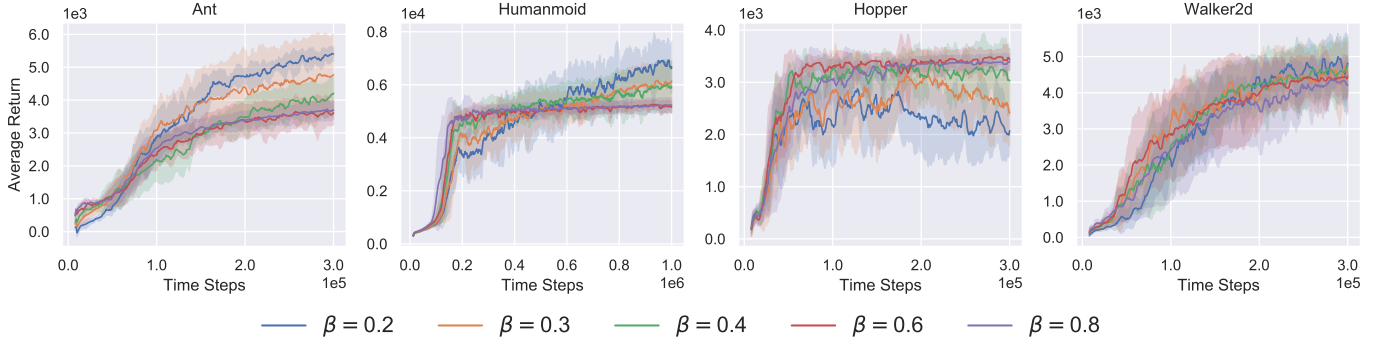 Ant
Humanmoid
Hopper
Walker2d
1e3
1e4
1e3
1e3
Average Return
6.0
5.0
4.0
3.0
2.0
1.0
0.0
0.8
0.6
0.4
0.2
0.0
4.0
3.0
2.0
1.0
0.0
5.0
4.0
3.0
2.0
1.0
0.0
0.0 1.0 2.0 3.0
0.0 0.2 0.4 0.6 0.8 1.0
0.0 1.0 2.0 3.0
0.0 1.0 2.0 3.0
Time Steps 1e5
Time Steps 1e6
Time Steps 1e5
Time Steps 1e5
β = 0.2 β = 0.3 β = 0.4 β = 0.6 β = 0.8